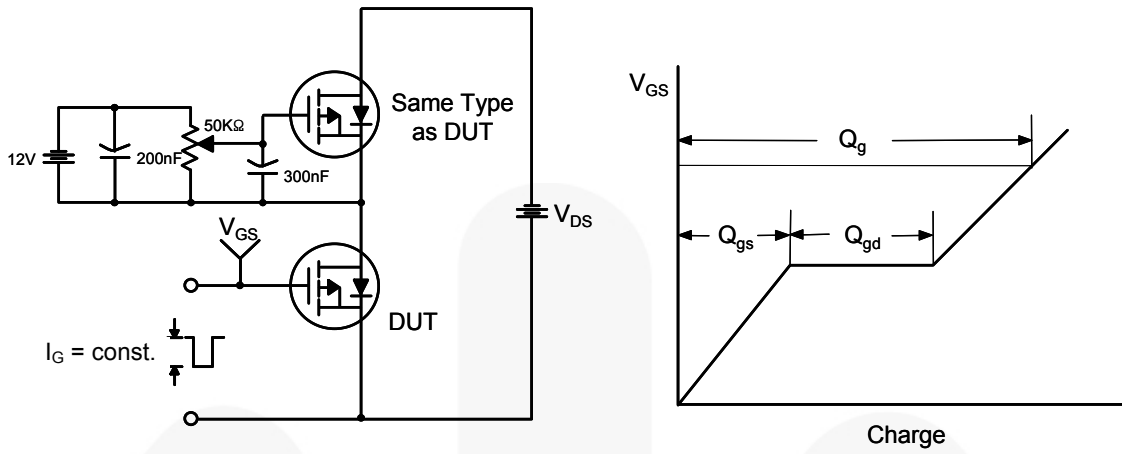 12V
200nF
50KΩ
300nF
Same Type
as DUT
V_GS
DUT
V_DS
I_G = const.
V_GS
Q_g
Q_gs
Q_gd
Charge